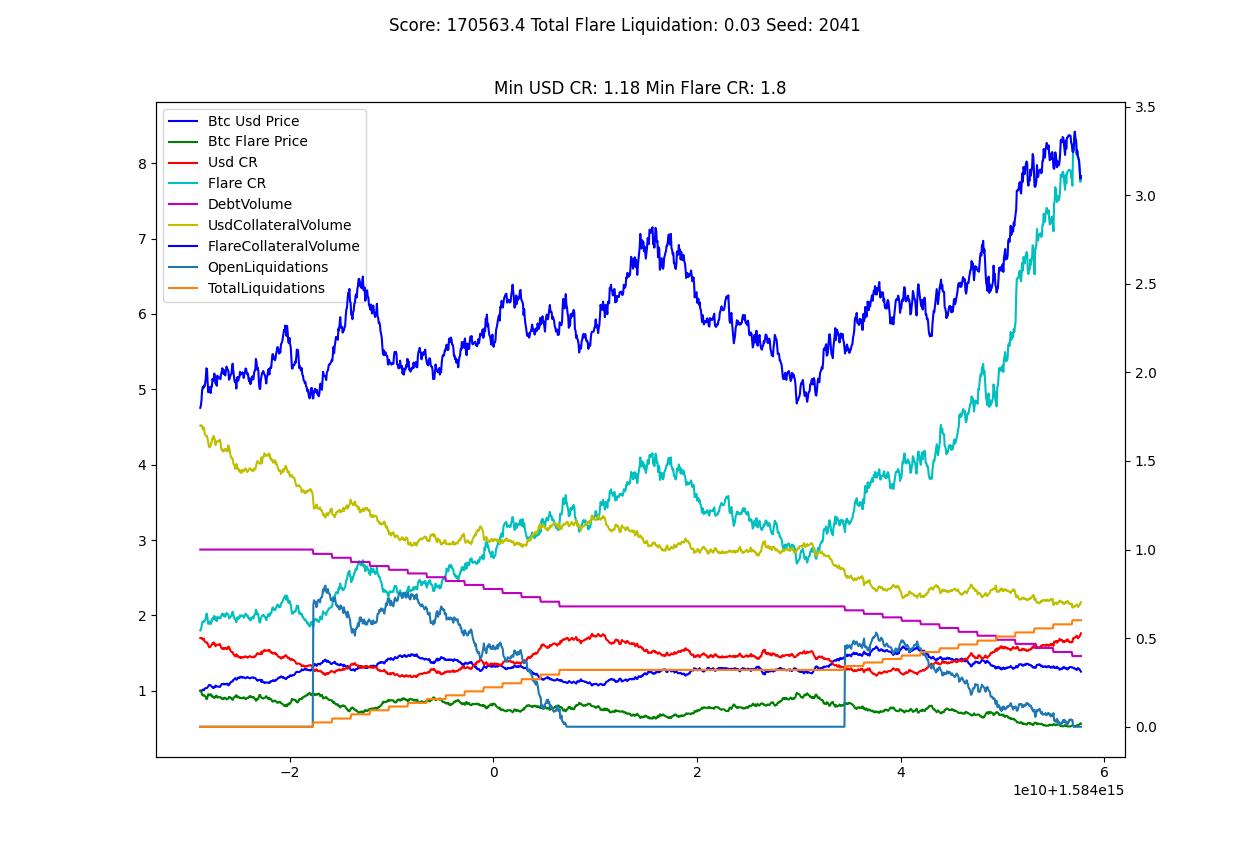 Score: 170563.4 Total Flare Liquidation: 0.03 Seed: 2041
Min USD CR: 1.18 Min Flare CR: 1.8
Btc Usd Price
Btc Flare Price
Usd CR
Flare CR
DebtVolume
UsdCollateralVolume
FlareCollateralVolume
OpenLiquidations
TotalLiquidations
8
7
6
5
4
3
2
1
3.5
3.0
2.5
2.0
1.5
1.0
0.5
0.0
−2 0 2 4 6
1e10+1.584e15